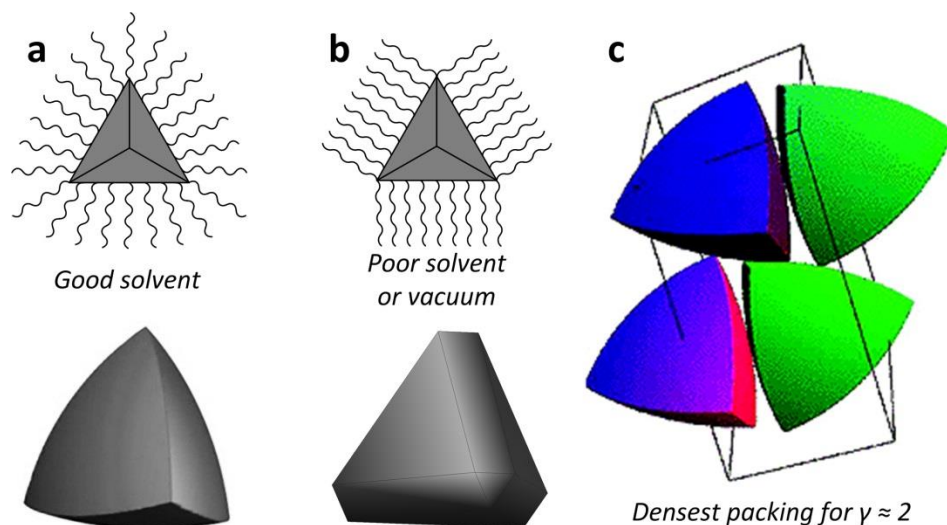 a
b
c
Good solvent
Poor solvent
or vacuum
Densest packing for γ ≈ 2